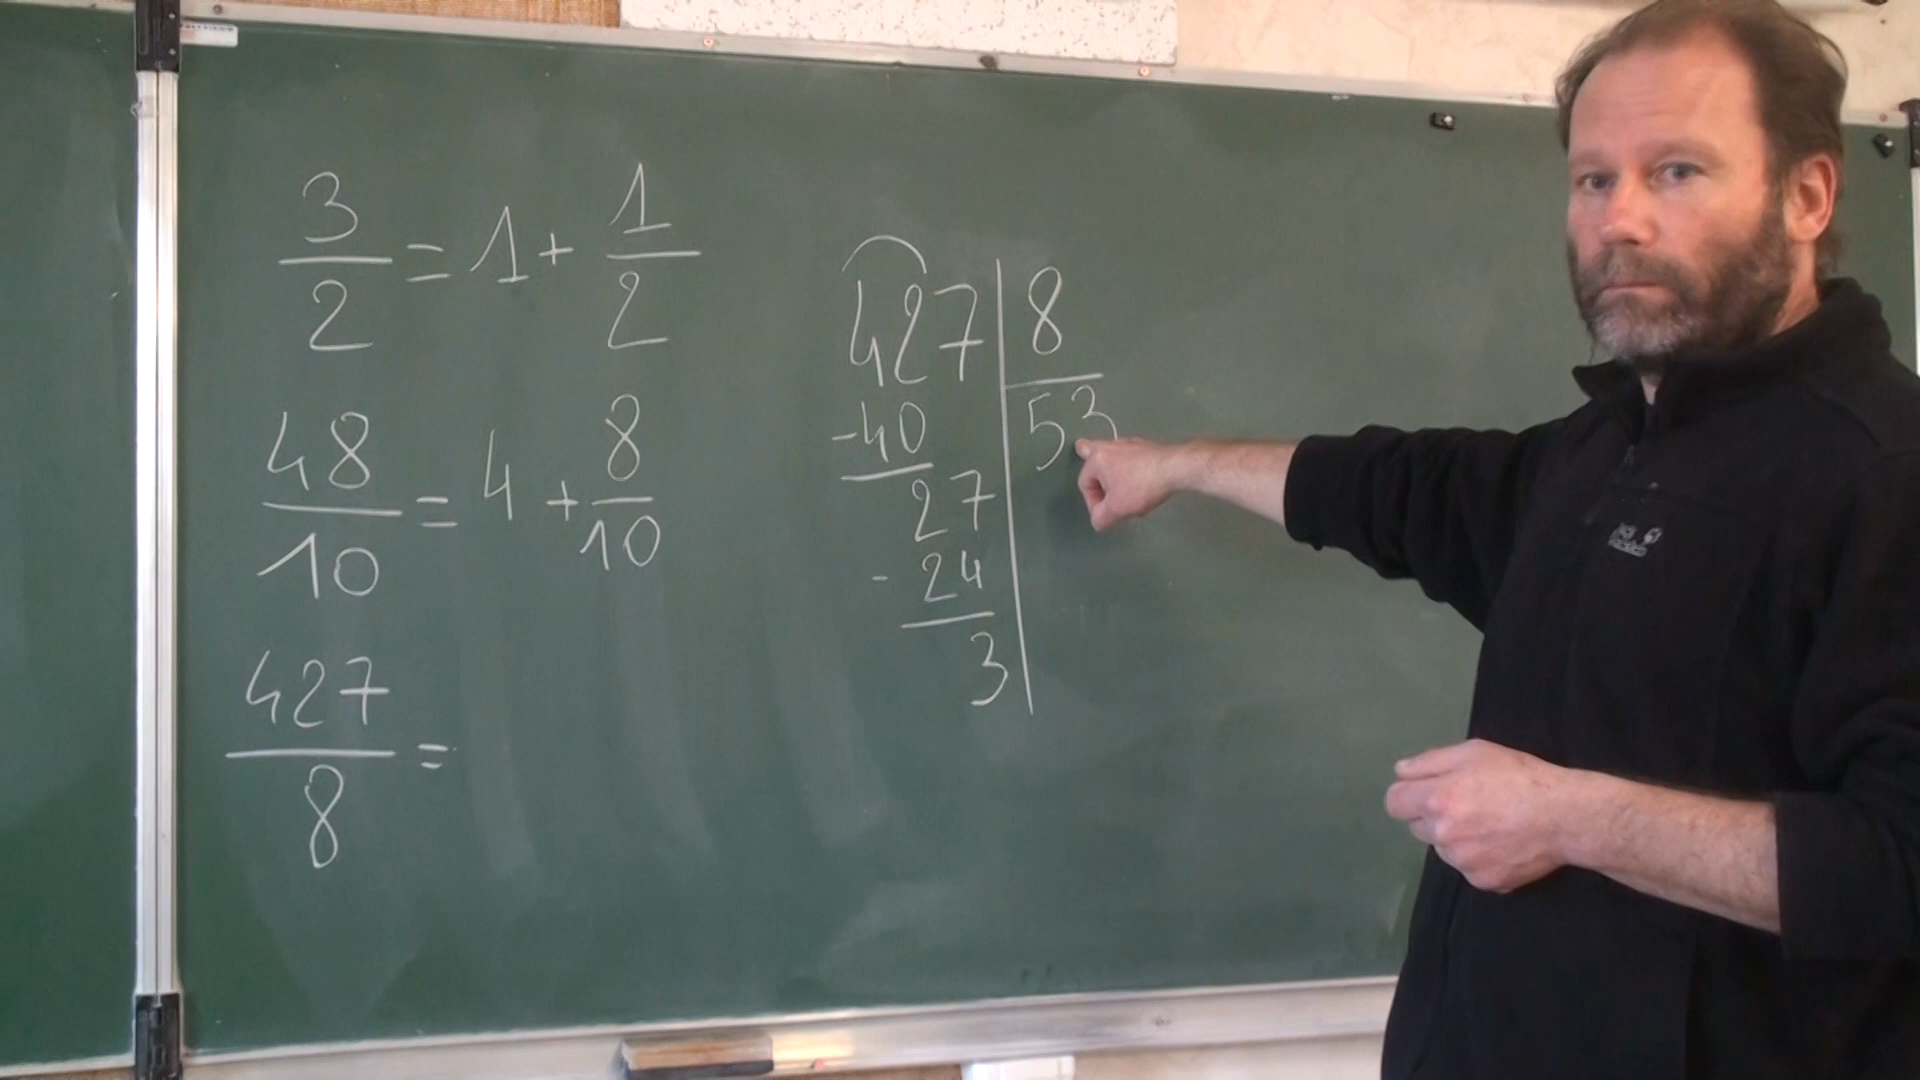 3/2 = 1 + 1/2
48/10 = 4 + 8/10
427/8 =
427 | 8
-40 | 53
27
- 24
3